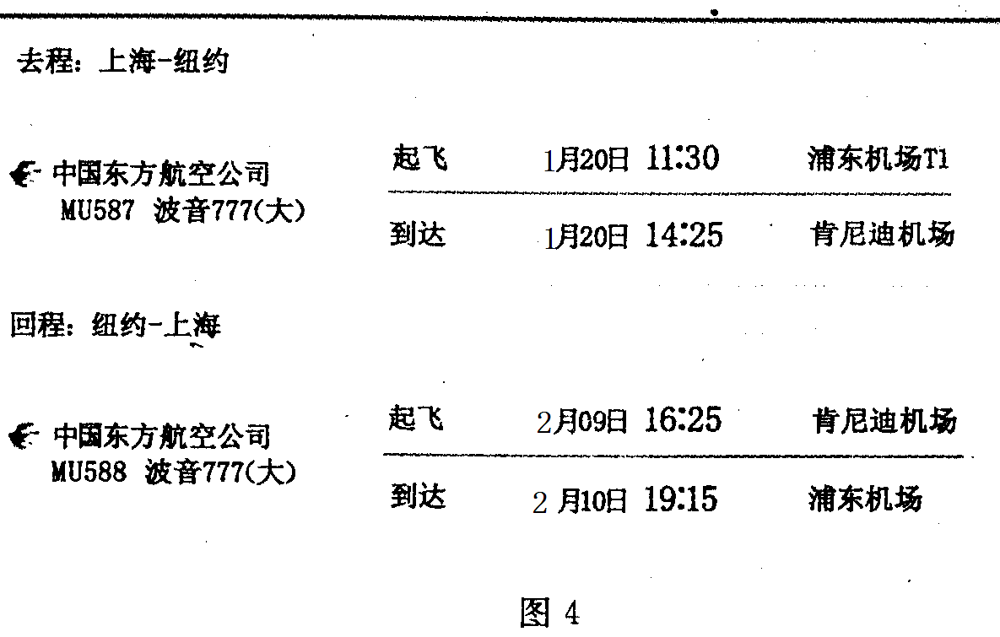 去程：上海-纽约
起飞 1月20日 11:30 浦东机场T1
中国东方航空公司
MU587 波音777(大)
到达 1月20日 14:25 肯尼迪机场
回程：纽约-上海
起飞 2月09日 16:25 肯尼迪机场
中国东方航空公司
MU588 波音777(大)
到达 2月10日 19:15 浦东机场
图 4